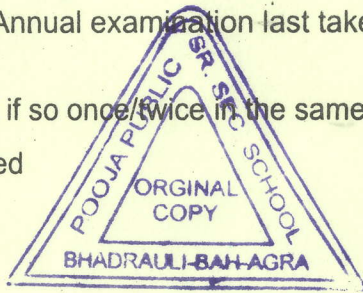 Annual examination last take
if so once/twice in the same
ed
POOJA PUBLIC SR. SEC SCHOOL
ORGINAL
COPY
BHADRAULI-BAH-AGRA